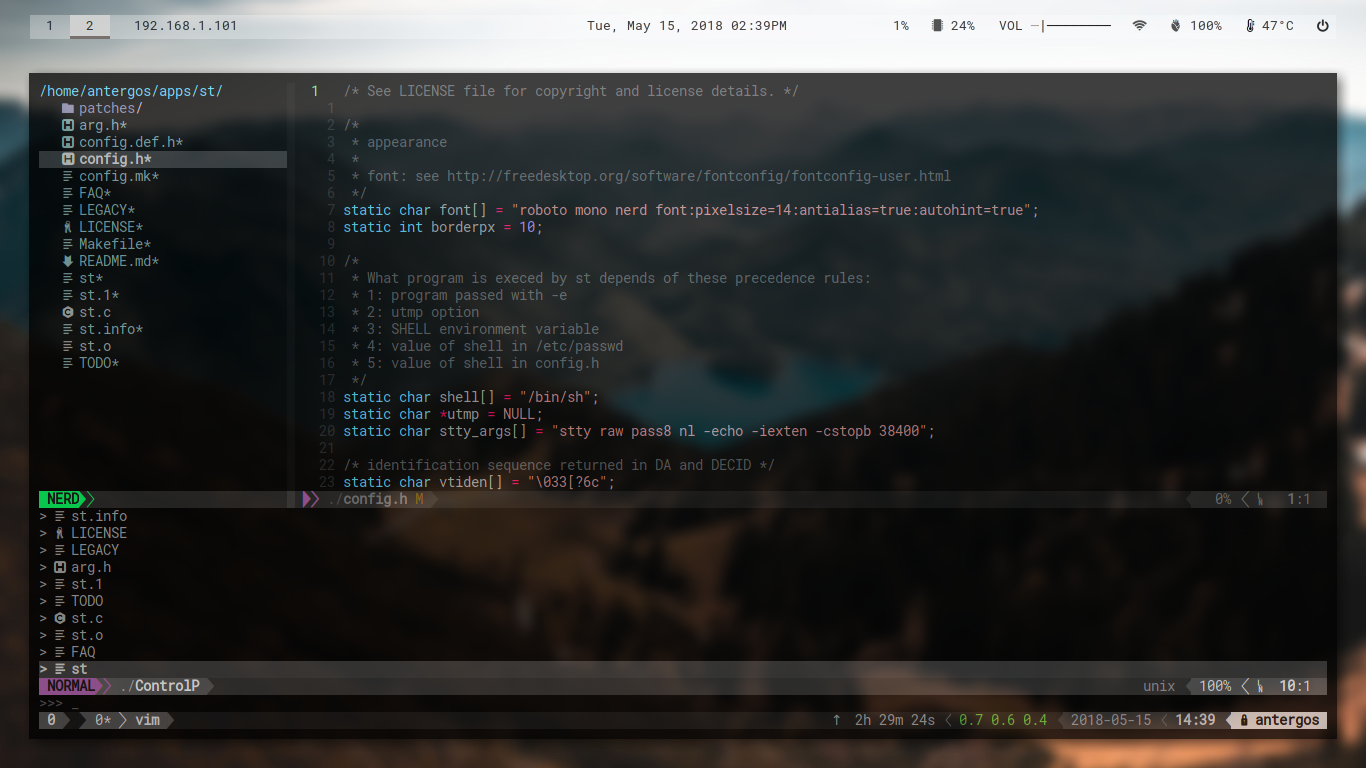 1 2 192.168.1.101 Tue, May 15, 2018 02:39PM 1% 24% VOL 100% 47°C
/home/antergos/apps/st/
patches/
arg.h*
config.def.h*
config.h*
config.mk*
FAQ*
LEGACY*
LICENSE*
Makefile*
README.md*
st*
st.1*
st.c
st.info*
st.o
TODO*
NERD
1 /* See LICENSE file for copyright and license details. */
1
2 /*
3 * appearance
4 *
5 * font: see http://freedesktop.org/software/fontconfig/fontconfig-user.html
6 */
7 static char font[] = "roboto mono nerd font:pixelsize=14:antialias=true:autohint=true";
8 static int borderpx = 10;
9
10 /*
11 * What program is execed by st depends of these precedence rules:
12 * 1: program passed with -e
13 * 2: utmp option
14 * 3: SHELL environment variable
15 * 4: value of shell in /etc/passwd
16 * 5: value of shell in config.h
17 */
18 static char shell[] = "/bin/sh";
19 static char *utmp = NULL;
20 static char stty_args[] = "stty raw pass8 nl -echo -iexten -cstopb 38400";
21
22 /* identification sequence returned in DA and DECID */
23 static char vtiden[] = "\033[?6c";
./config.h M 0% 1:1
> st.info
> LICENSE
> LEGACY
> arg.h
> st.1
> TODO
> st.c
> st.o
> FAQ
> st
NORMAL ./ControlP unix 100% 10:1
>>> _
0 0* vim ↑ 2h 29m 24s 0.7 0.6 0.4 2018-05-15 14:39 antergos